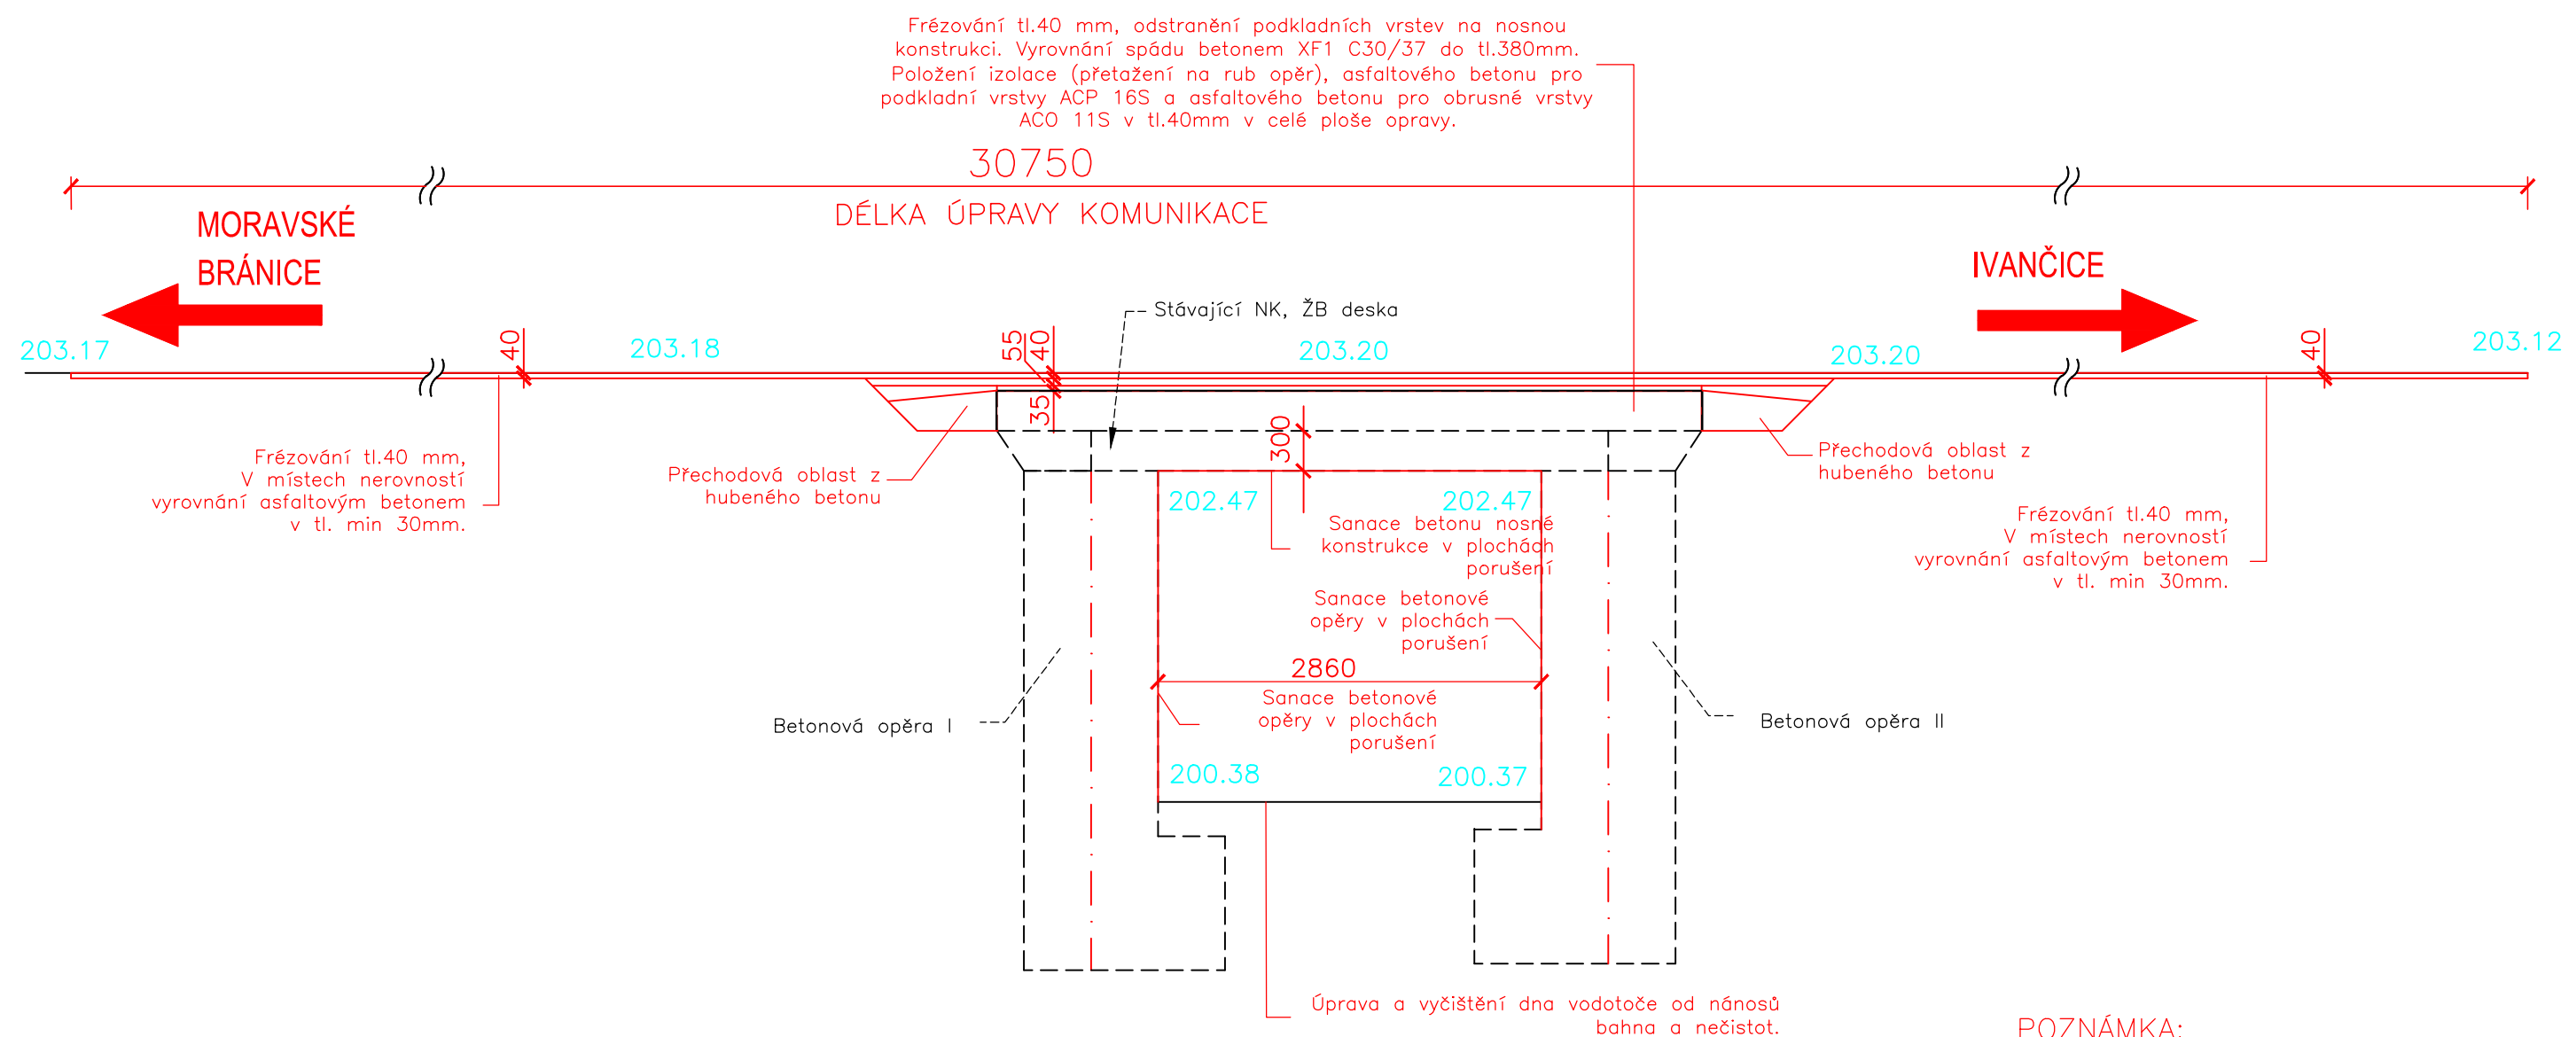 Frézování tl.40 mm, odstranění podkladních vrstev na nosnou
konstrukci. Vyrovnání spádu betonem XF1 C30/37 do tl.380mm.
Položení izolace (přetažení na rub opěr), asfaltového betonu pro
podkladní vrstvy ACP 16S a asfaltového betonu pro obrusné vrstvy
ACO 11S v tl.40mm v celé ploše opravy.
30750
DÉLKA ÚPRAVY KOMUNIKACE
MORAVSKÉ
BRÁNICE
IVANČICE
Stávající NK, ŽB deska
203.17
40
203.18
55
40
203.20
203.20
40
203.12
35
300
Frézování tl.40 mm,
V místech nerovností
vyrovnání asfaltovým betonem
v tl. min 30mm.
Přechodová oblast z
hubeného betonu
Přechodová oblast z
hubeného betonu
202.47
202.47
Sanace betonu nosné
konstrukce v plochách
porušení
Frézování tl.40 mm,
V místech nerovností
vyrovnání asfaltovým betonem
v tl. min 30mm.
Sanace betonové
opěry v plochách
porušení
2860
Sanace betonové
opěry v plochách
porušení
Betonová opěra I
Betonová opěra II
200.38
200.37
Úprava a vyčištění dna vodotoče od nánosů
bahna a nečistot.
POZNÁMKA: